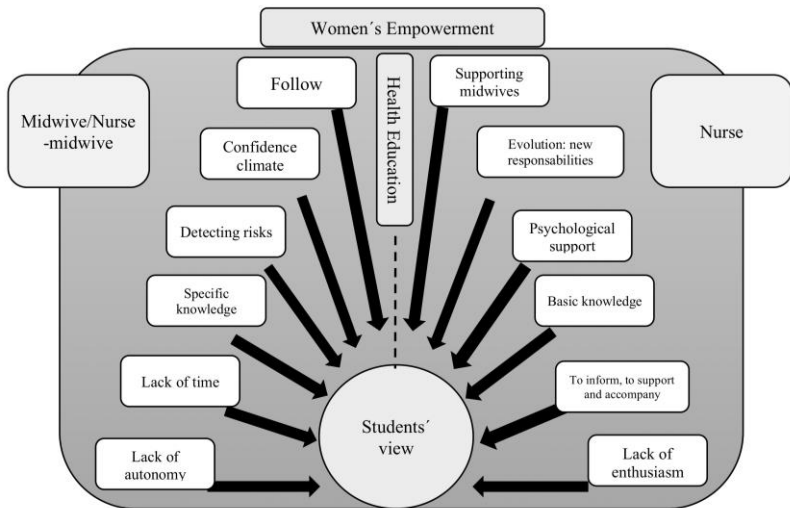 Women´s Empowerment
Midwive/Nurse
-midwive
Follow
Health Education
Supporting
midwives
Nurse
Confidence
climate
Evolution: new
responsabilities
Detecting risks
Psychological
support
Specific
knowledge
Basic knowledge
Lack of time
To inform, to support
and accompany
Students´
view
Lack of
autonomy
Lack of
enthusiasm